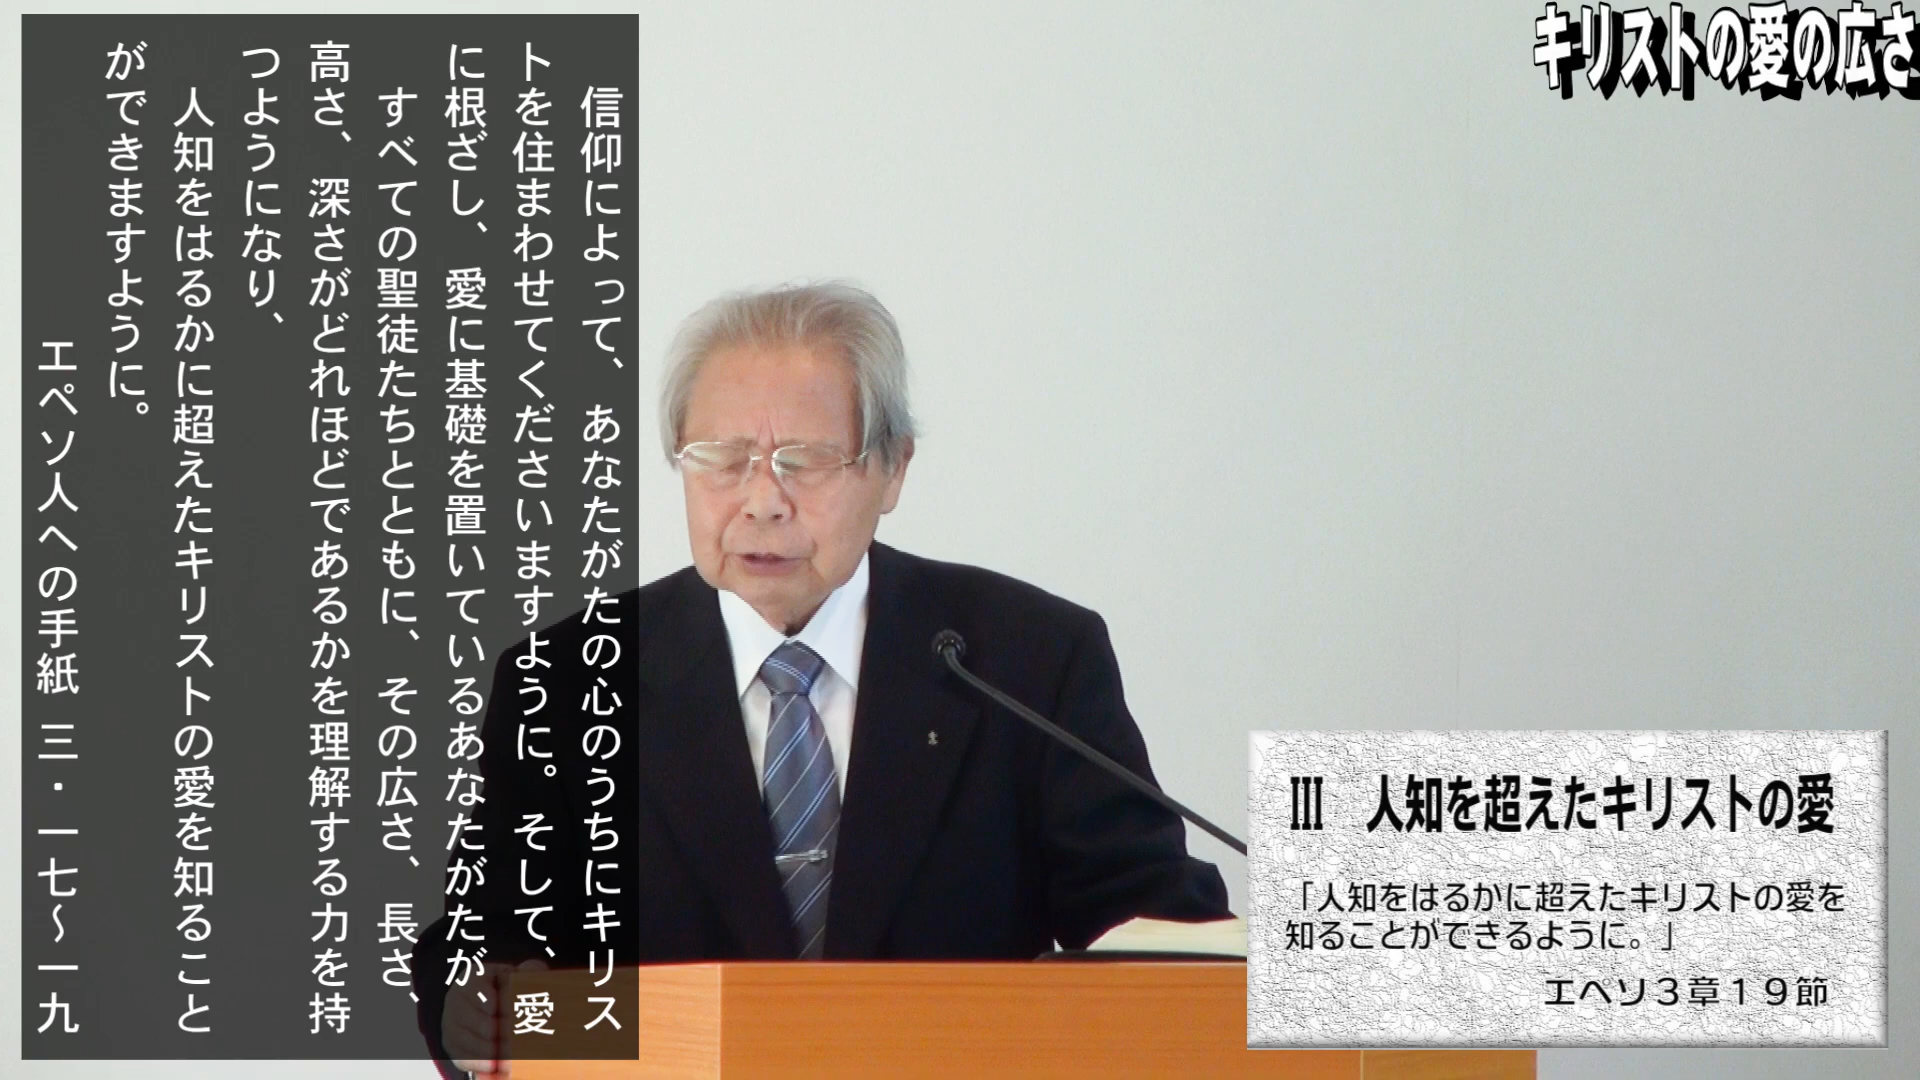 キリストの愛の広さ
信仰によって、あなたがたの心のうちにキリス
トを住まわせてくださいますように。そして、愛
に根ざし、愛に基礎を置いているあなたがたが、
すべての聖徒たちとともに、その広さ、長さ、
高さ、深さがどれほどであるかを理解する力を持
つようになり、
人知をはるかに超えたキリストの愛を知ること
ができますように。
エペソ人への手紙 三・一七～一九
Ⅲ 人知を超えたキリストの愛
「人知をはるかに超えたキリストの愛を
知ることができるように。」
エペソ３章１９節